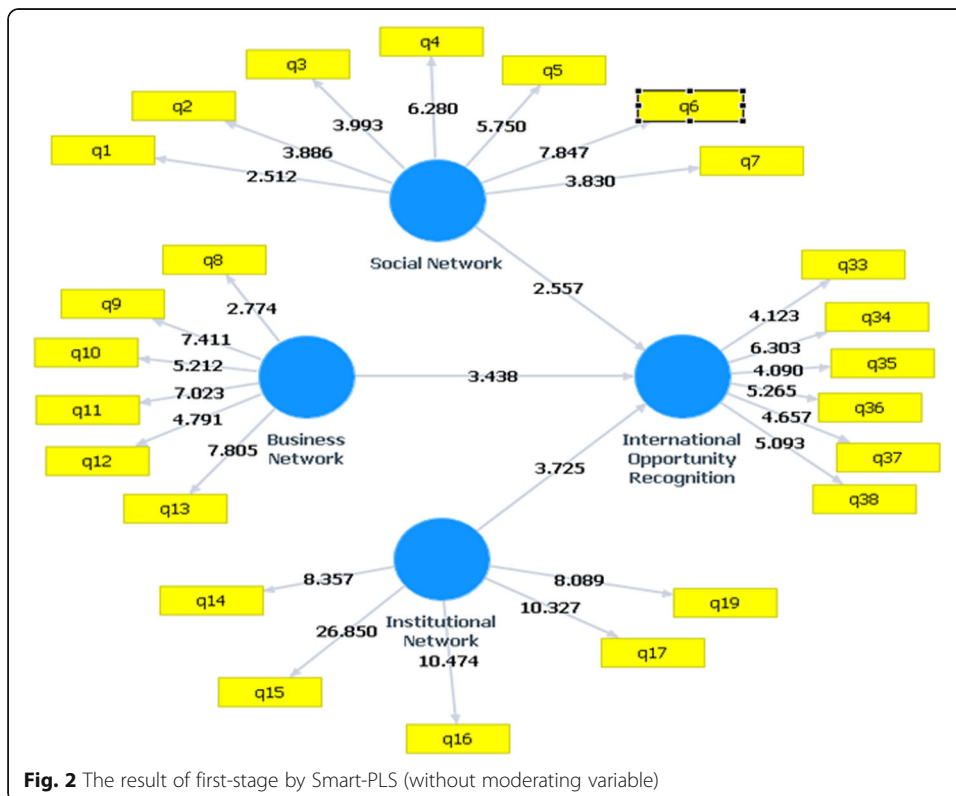 q4
q3
q5
q2
q6
q1
q7
6.280
3.993
5.750
3.886
7.847
2.512
3.830
Social Network
q8
q9
q10
q11
q12
q13
2.774
7.411
5.212
7.023
4.791
7.805
Business
Network
2.557
3.438
3.725
q33
q34
q35
q36
q37
q38
4.123
6.303
4.090
5.265
4.657
5.093
International
Opportunity
Recognition
8.357
8.089
q14
q19
10.327
26.850
Institutional
Network
q17
10.474
q15
q16
Fig. 2 The result of first-stage by Smart-PLS (without moderating variable)